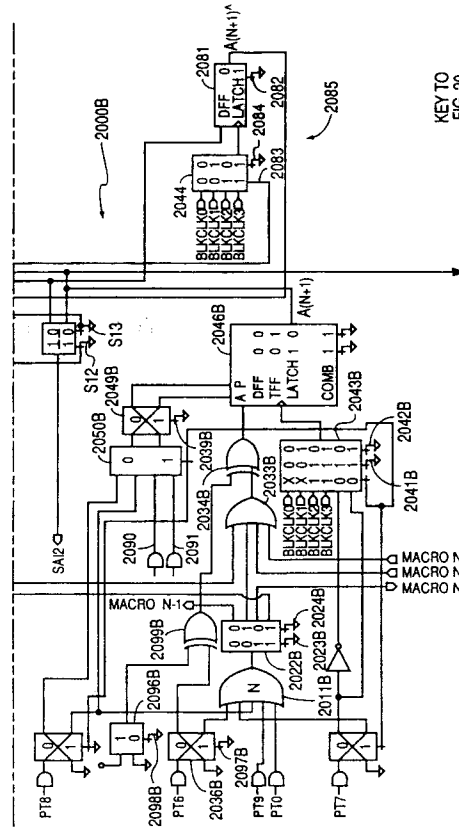 2000B
2081
DFF
0
LATCH 1
A(N+1)^
2082
2084
2044
0 0
0 1
1 0
1 1
2083
2085
BLKCLK0
BLKCLK1
BLKCLK2
BLKCLK3
KEY TO
1 0
1 0
S13
S12
SAI2
2049B
0
1
2050B
0
1
2046B
A P
DFF 0 0
TFF 0 1
LATCH 1 0
COMB 1 1
A(N+1)
2039B
2034B
2033B
2043B
2042B
2041B
X 0 0
X 0 1
1 1 0
1 1 1
BLKCLK0
BLKCLK1
BLKCLK2
BLKCLK3
2090
2091
MACRO N-1
MACRO N
MACRO N
MACRO N
2099B
2096B
1
0
2098B
0 0
0 1
1 0
1 1
2024B
2023B
2022B
N
2011B
2097B
2036B
PT8
0
1
PT6
0
1
PT9
PT0
PT7
0
1